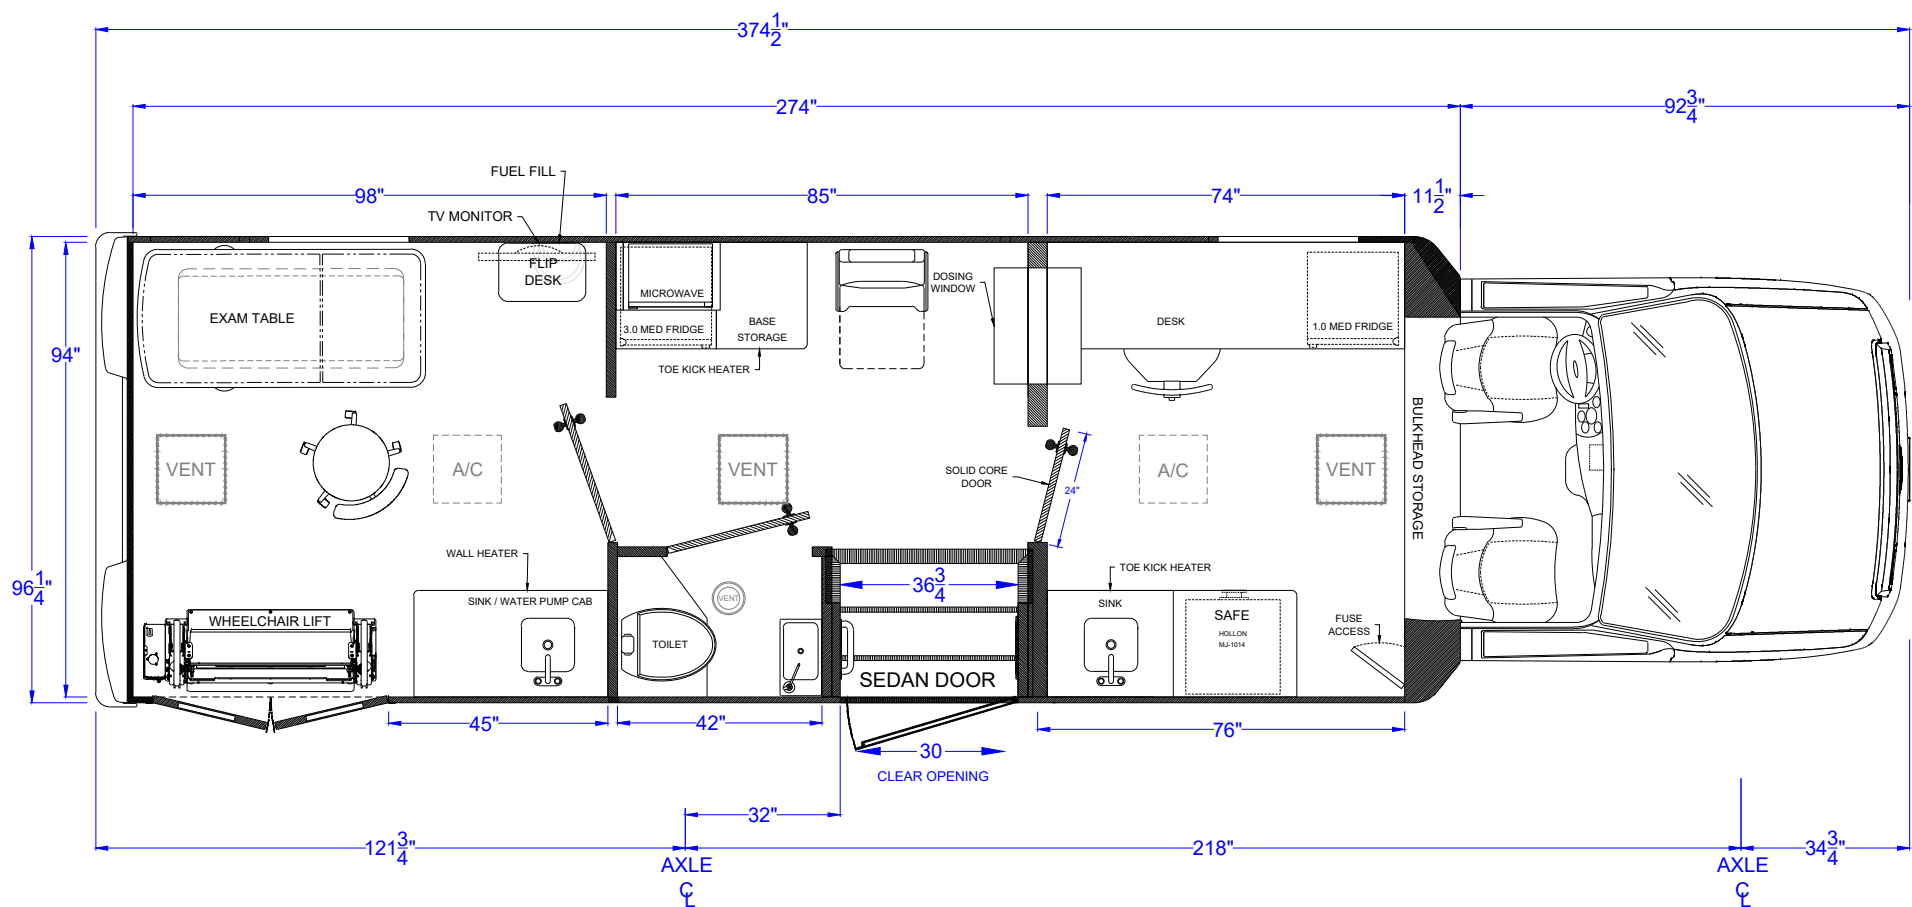 374 1/2"
274"
92 3/4"
FUEL FILL
98"
85"
74"
11 1/2"
TV MONITOR
FLIP
DESK
EXAM TABLE
94"
MICROWAVE
3.0 MED FRIDGE
BASE
STORAGE
TOE KICK HEATER
DOSING
WINDOW
DESK
1.0 MED FRIDGE
BULKHEAD STORAGE
VENT
A/C
VENT
SOLID CORE
DOOR
24"
A/C
VENT
WALL HEATER
96 1/4"
SINK / WATER PUMP CAB
WHEELCHAIR LIFT
TOILET
VENT
36 3/4
SEDAN DOOR
TOE KICK HEATER
SINK
SAFE
HOLLON
MJ-1014
FUSE
ACCESS
45"
42"
76"
30
CLEAR OPENING
32"
121 3/4"
218"
34 3/4"
AXLE
CL
AXLE
CL